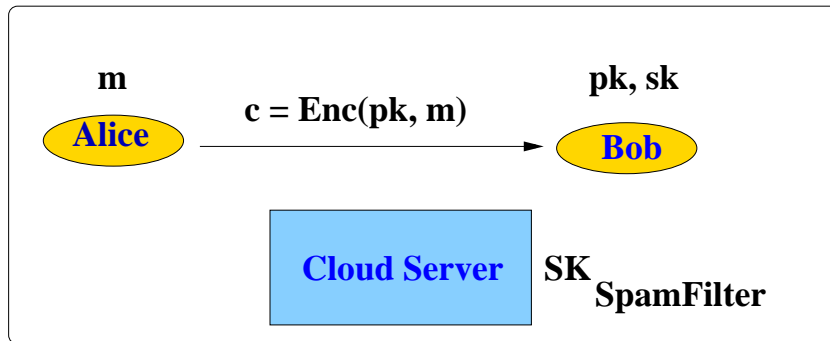 m
pk, sk
c = Enc(pk, m)
Alice
Bob
Cloud Server
SK SpamFilter